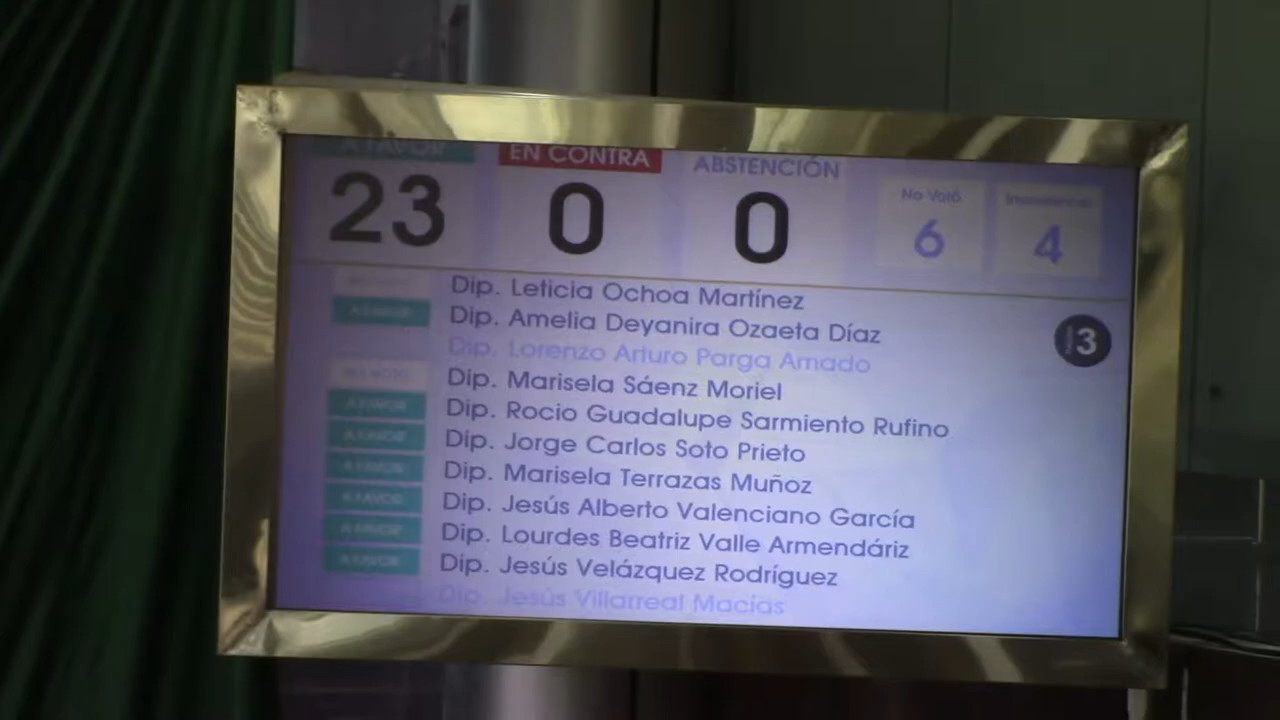 A FAVOR EN CONTRA ABSTENCIÓN No Votó Inasistencia
23 0 0 6 4
Dip. Leticia Ochoa Martínez
A FAVOR Dip. Amelia Deyanira Ozaeta Díaz
3
Dip. Lorenzo Arturo Parga Amado
NO VOTO Dip. Marisela Sáenz Moriel
A FAVOR Dip. Rocio Guadalupe Sarmiento Rufino
A FAVOR Dip. Jorge Carlos Soto Prieto
A FAVOR Dip. Marisela Terrazas Muñoz
A FAVOR Dip. Jesús Alberto Valenciano García
A FAVOR Dip. Lourdes Beatriz Valle Armendáriz
A FAVOR Dip. Jesús Velázquez Rodríguez
Dip. Jesús Villarreal Macías